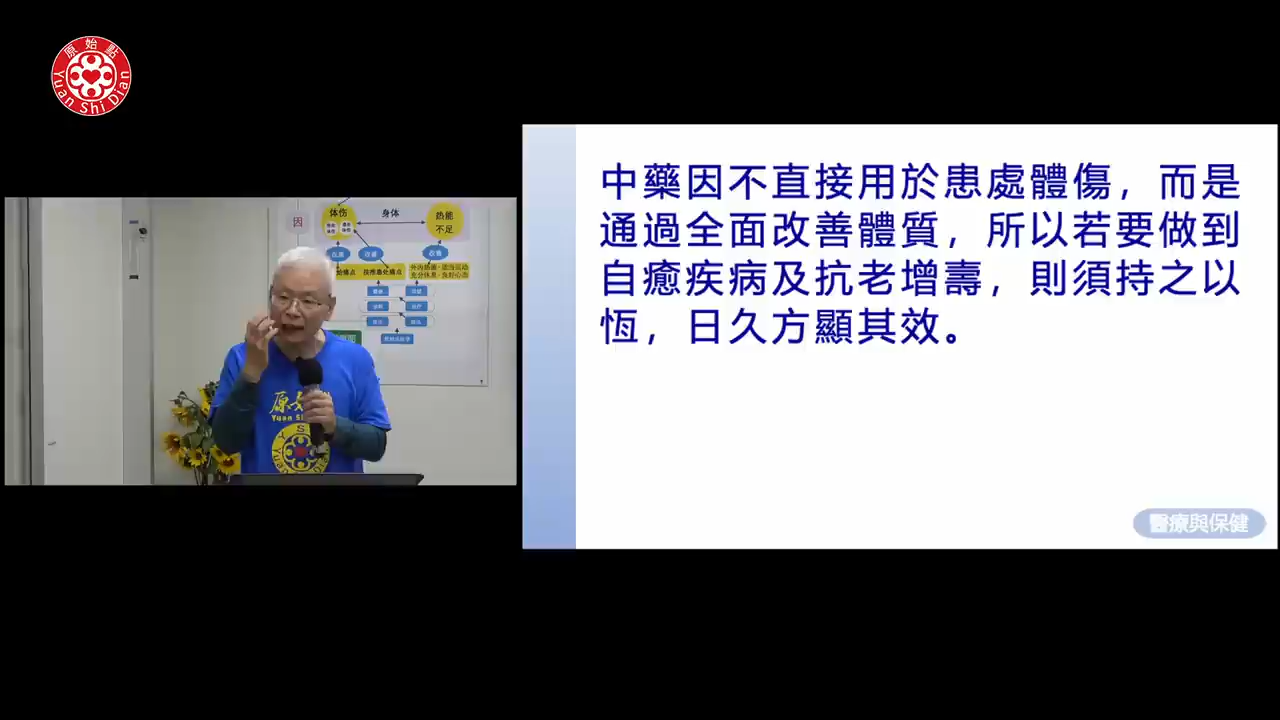 原始點
Yuan Shi Dian
因
体伤
身体
热能
不足
改善
中藥因不直接用於患處體傷，而是
通過全面改善體質，所以若要做到
自癒疾病及抗老增壽，則須持之以
恆，日久方顯其效。
醫療與保健